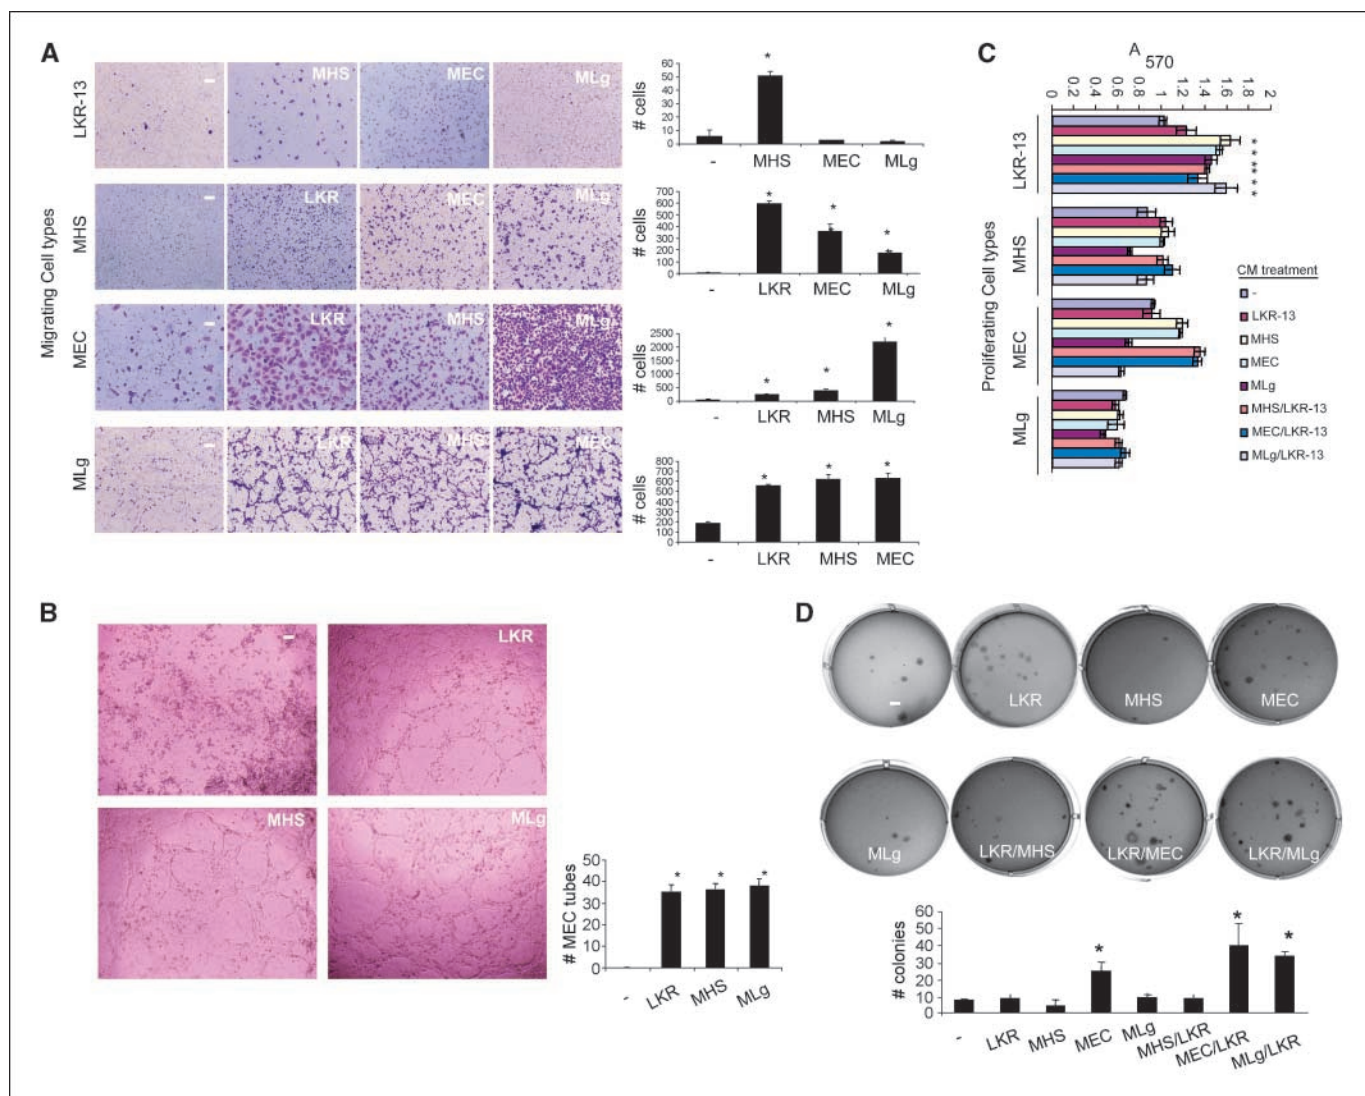 A
Migrating Cell types
LKR-13
MHS
MEC
MLg
# cells
60
50
40
30
20
10
0
*
- MHS MEC MLg
MHS
LKR
MEC
MLg
# cells
700
600
500
400
300
200
100
0
* * *
- LKR MEC MLg
MEC
LKR
MHS
MLg
# cells
2500
2000
1500
1000
500
0
* * *
- LKR MHS MLg
MLg
LKR
MHS
MEC
# cells
800
700
600
500
400
300
200
100
0
* * *
- LKR MHS MEC
B
LKR
MHS
MLg
# MEC tubes
50
40
30
20
10
0
* * *
- LKR MHS MLg
C
A 570
0 0.2 0.4 0.6 0.8 1 1.2 1.4 1.6 1.8 2
Proliferating Cell types
LKR-13
MHS
MEC
MLg
* * * * * *
CM treatment
-
LKR-13
MHS
MEC
MLg
MHS/LKR-13
MEC/LKR-13
MLg/LKR-13
D
LKR
MHS
MEC
MLg
LKR/MHS
LKR/MEC
LKR/MLg
# colonies
60
50
40
30
20
10
0
* * *
- LKR MHS MEC MLg MHS/LKR MEC/LKR MLg/LKR